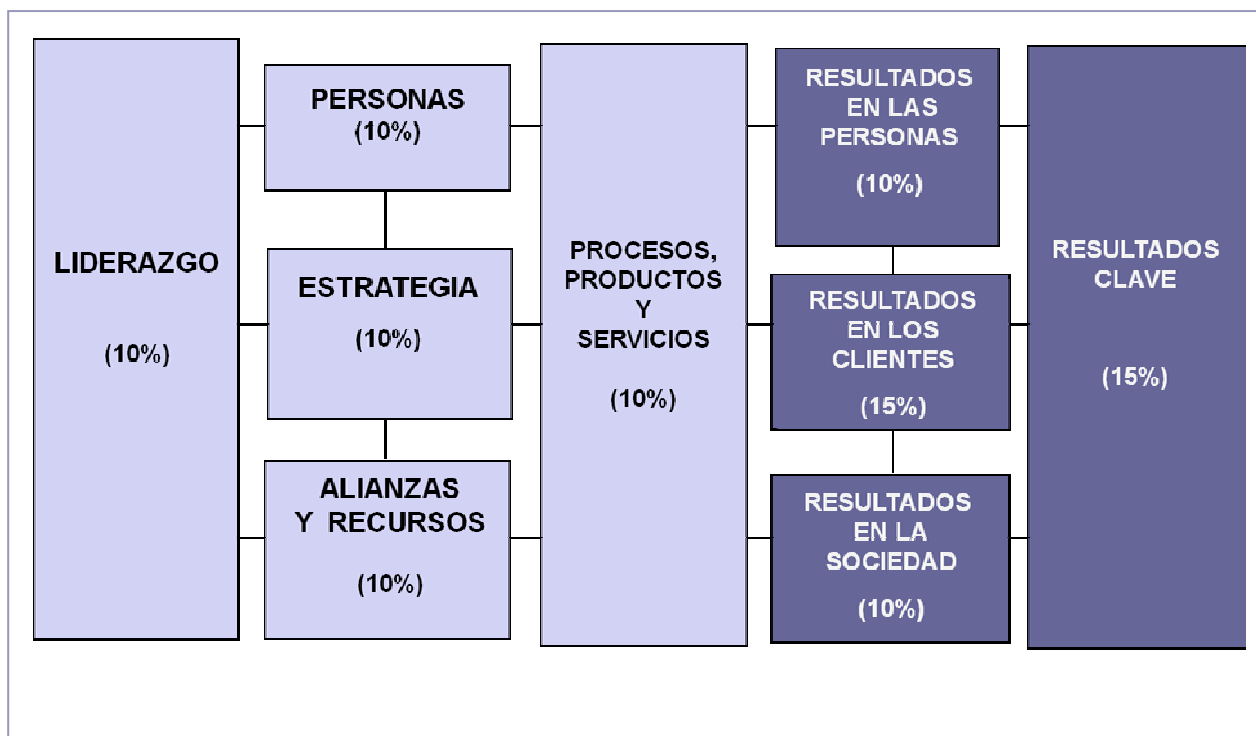 LIDERAZGO
(10%)
PERSONAS
(10%)
ESTRATEGIA
(10%)
ALIANZAS
Y RECURSOS
(10%)
PROCESOS,
PRODUCTOS
Y
SERVICIOS
(10%)
RESULTADOS
EN LAS
PERSONAS
(10%)
RESULTADOS
EN LOS
CLIENTES
(15%)
RESULTADOS
EN LA
SOCIEDAD
(10%)
RESULTADOS
CLAVE
(15%)